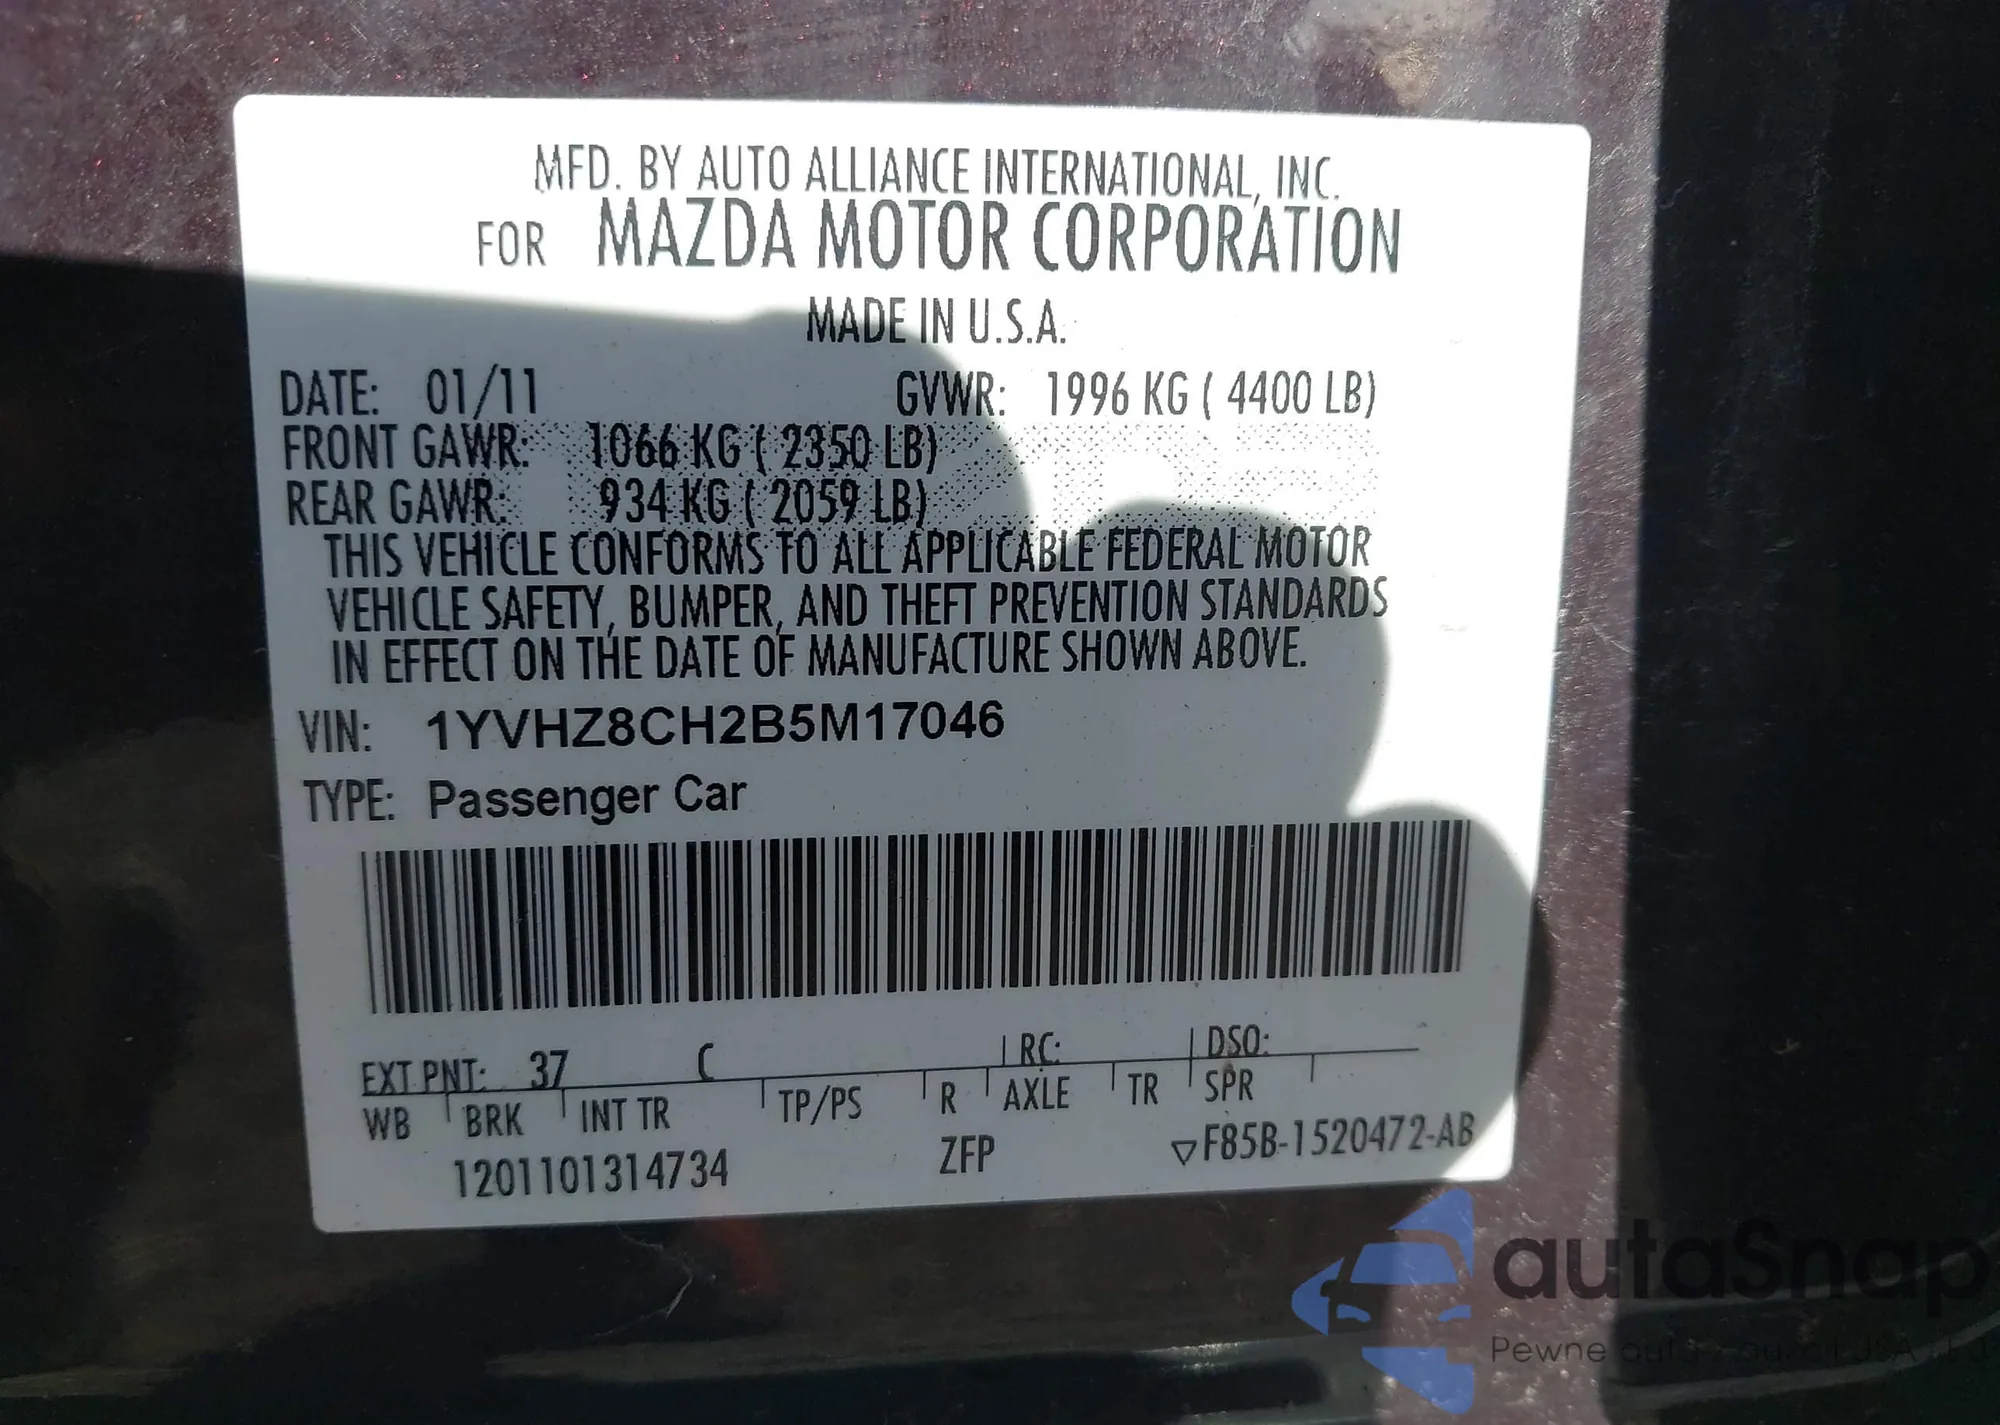 MFD. BY AUTO ALLIANCE INTERNATIONAL, INC.
FOR MAZDA MOTOR CORPORATION
MADE IN U.S.A.
DATE: 01/11 GVWR: 1996 KG ( 4400 LB)
FRONT GAWR: 1066 KG ( 2350 LB)
REAR GAWR: 934 KG ( 2059 LB)
THIS VEHICLE CONFORMS TO ALL APPLICABLE FEDERAL MOTOR
VEHICLE SAFETY, BUMPER, AND THEFT PREVENTION STANDARDS
IN EFFECT ON THE DATE OF MANUFACTURE SHOWN ABOVE.
VIN: 1YVHZ8CH2B5M17046
TYPE: Passenger Car
EXT PNT: 37 C RC: DSO:
WB BRK INT TR TP/PS R AXLE TR SPR
1201101314734 ZFP ▽F85B-1520472-AB
autaSnap
Pewne auta z USA